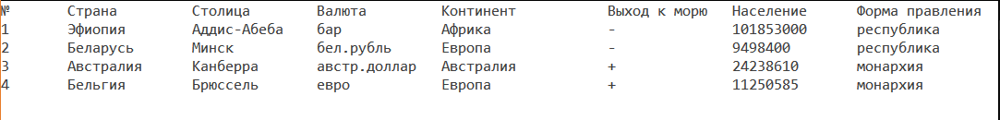 № Страна Столица Валюта Континент Выход к морю Население Форма правления
1 Эфиопия Аддис-Абеба бар Африка - 101853000 республика
2 Беларусь Минск бел.рубль Европа - 9498400 республика
3 Австралия Канберра австр.доллар Австралия + 24238610 монархия
4 Бельгия Брюссель евро Европа + 11250585 монархия